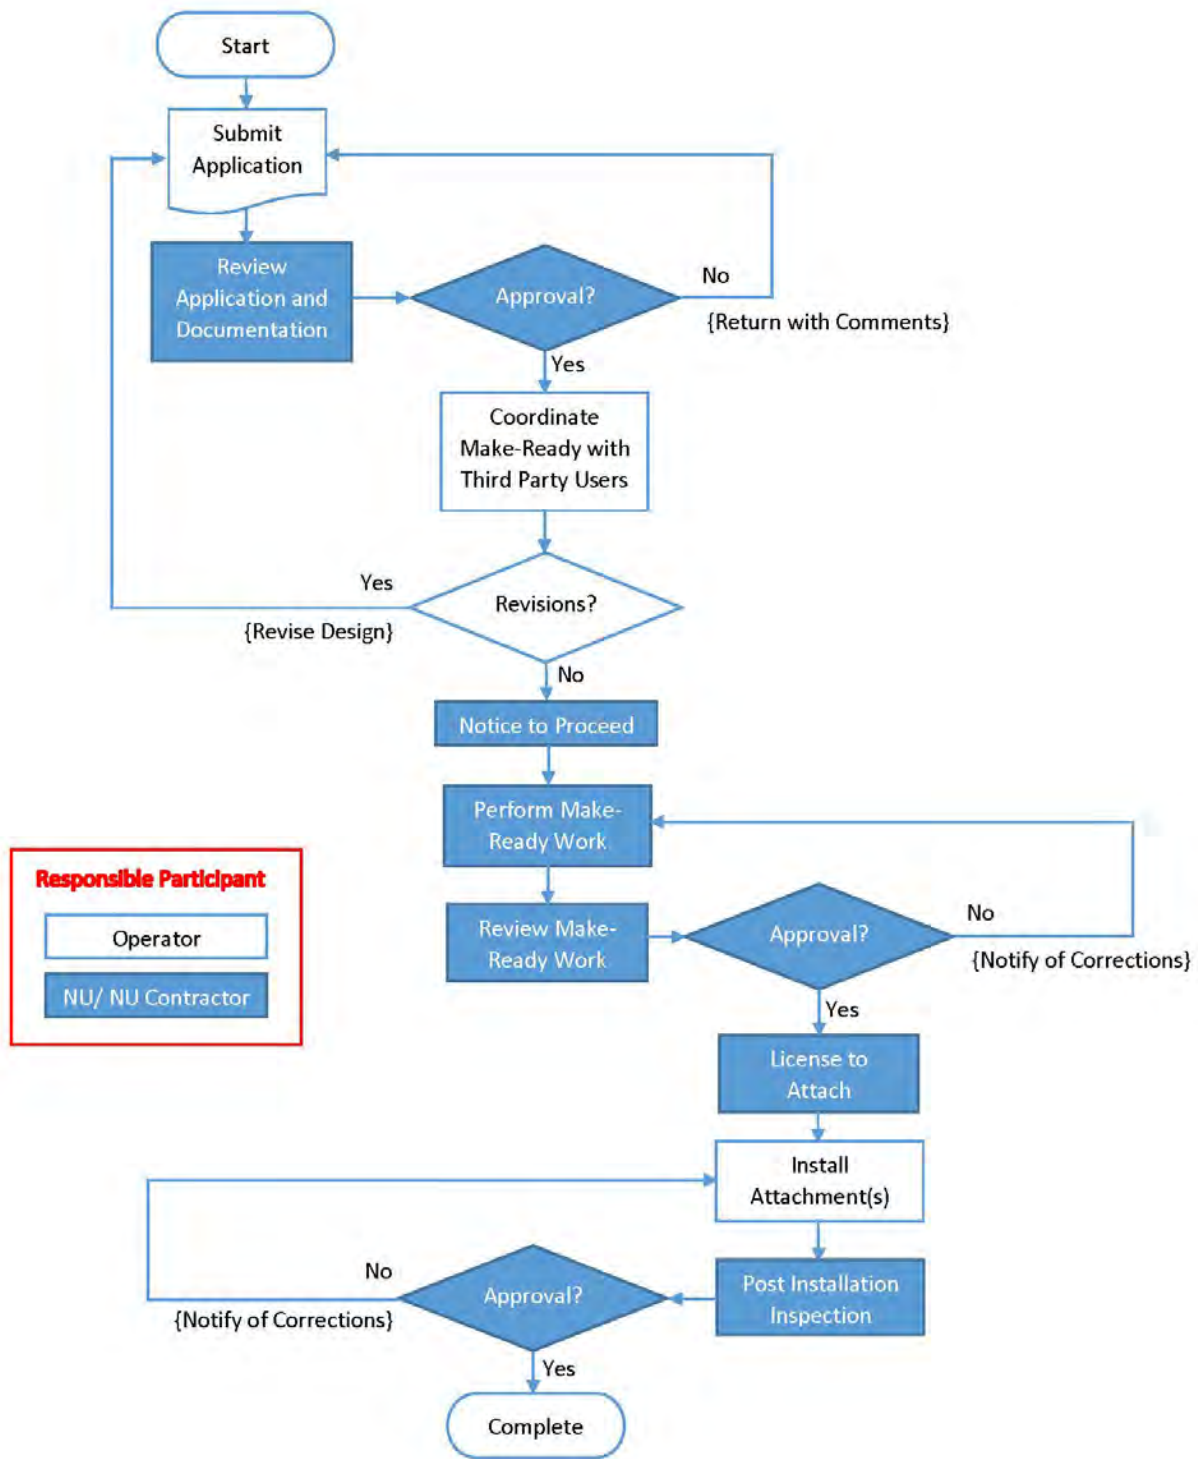 Start
Submit
Application
Review
Application and
Documentation
Approval?
No
{Return with Comments}
Yes
Coordinate
Make-Ready with
Third Party Users
Yes
Revisions?
{Revise Design}
No
Notice to Proceed
Perform Make-
Ready Work
Responsible Participant
Operator
NU/ NU Contractor
Review Make-
Ready Work
Approval?
No
{Notify of Corrections}
Yes
License to
Attach
Install
Attachment(s)
Post Installation
Inspection
Approval?
No
{Notify of Corrections}
Yes
Complete